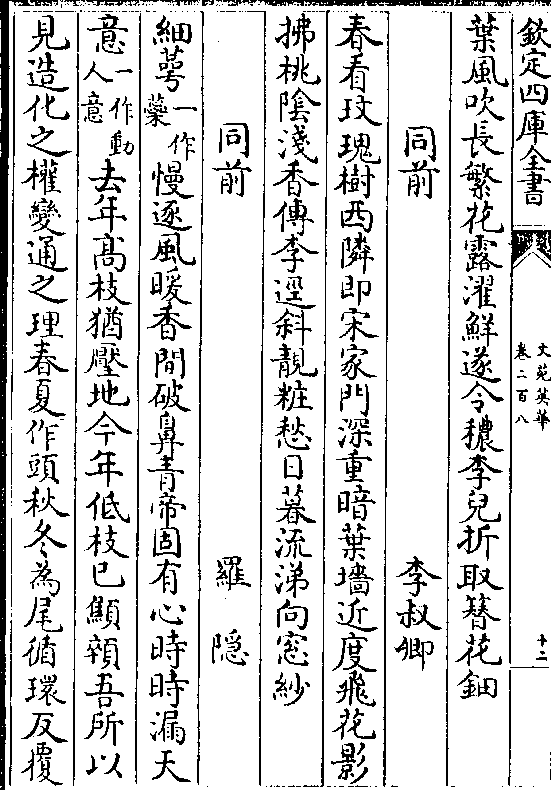 欽定四庫全書
文苑英華
卷二百八
十二
葉風吹長繁花露濯鮮遂令穠李兒折取簮花鈿
同前 李叔卿
春看玫瑰樹西隣即宋家門深重暗葉墻近度飛花影
拂桃陰淺香傳李逕斜靚粧愁日暮流涕向窓紗
同前 羅隠
細蕚一作蘂慢逐風暖香間破鼻青帝固有心時時漏天
意一作動人意去年髙枝猶壓地今年低枝已顦顇吾所以
見造化之權變通之理春夏作頭秋冬為尾循環反覆